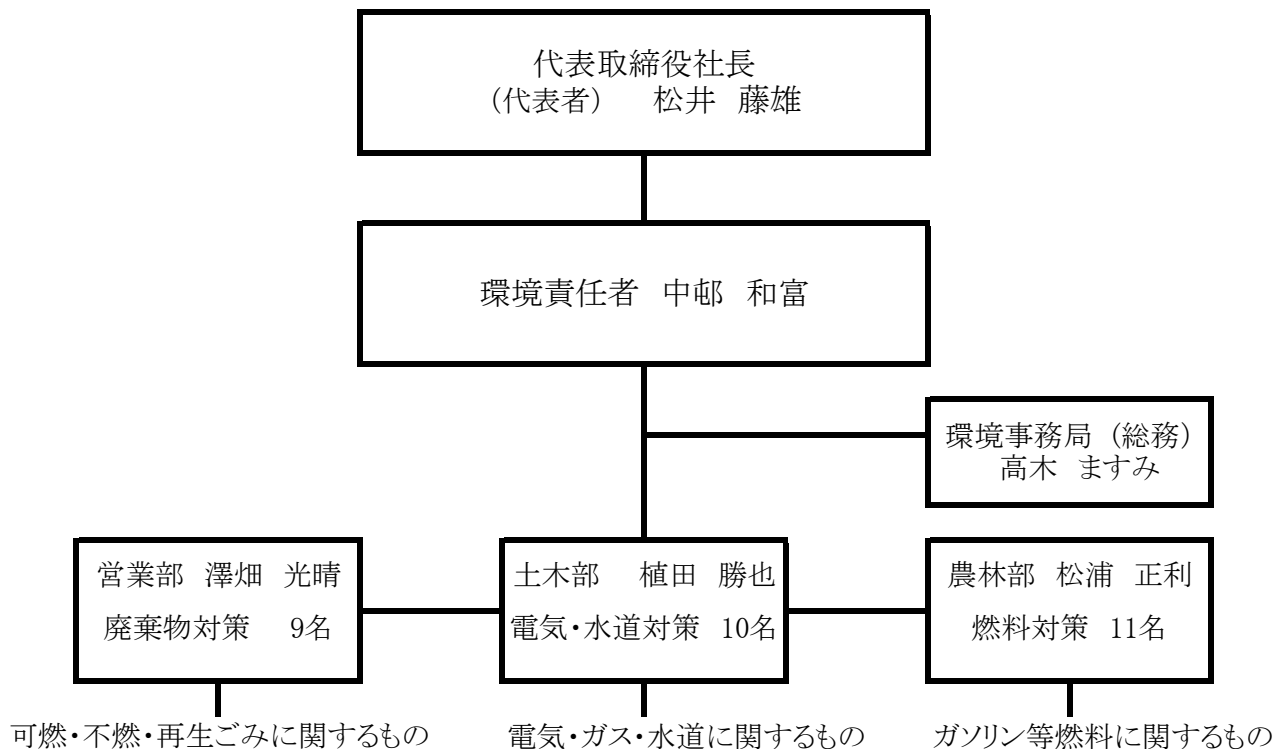 代表取締役社長
(代表者)　松井 藤雄
環境責任者 中邨 和富
環境事務局 (総務)
高木 ますみ
営業部 澤畑 光晴
廃棄物対策　9名
土木部　植田 勝也
電気・水道対策 10名
農林部 松浦 正利
燃料対策 11名
可燃・不燃・再生ごみに関するもの
電気・ガス・水道に関するもの
ガソリン等燃料に関するもの